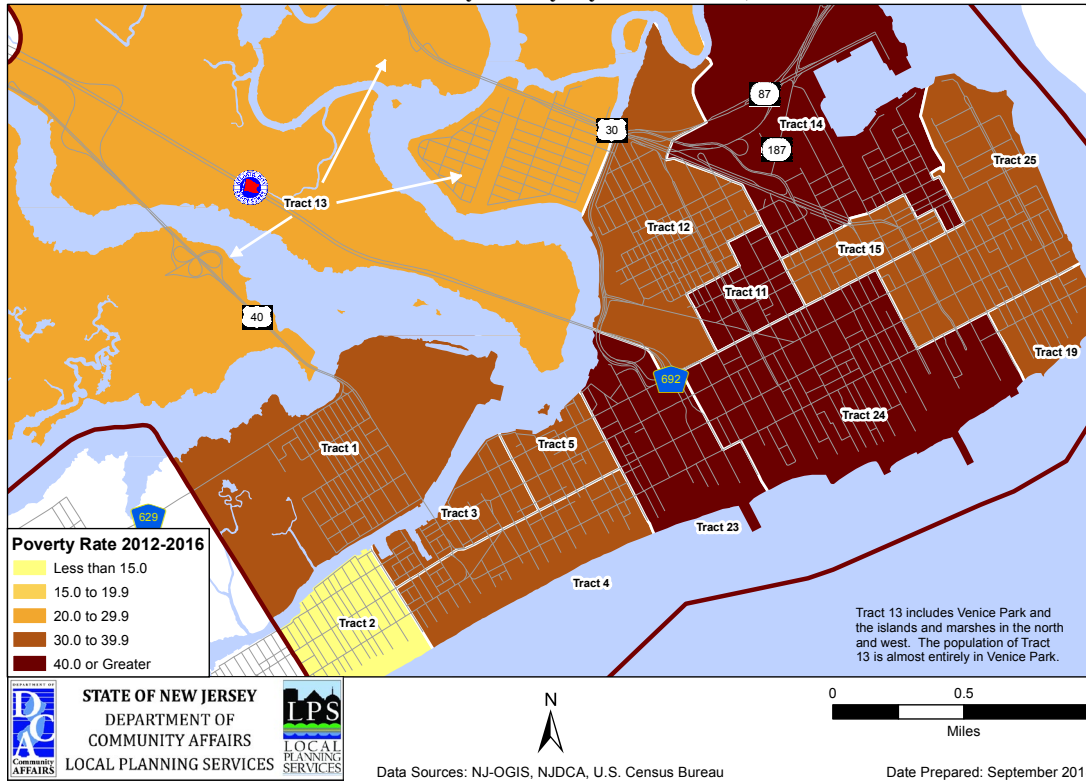 87
Tract 14
30
187
Tract 25
Tract 13
Tract 12
Tract 15
Tract 11
40
Tract 19
692
Tract 24
Tract 1
Tract 5
Tract 3
629
Tract 23
Tract 4
Tract 2
Poverty Rate 2012-2016
Less than 15.0
15.0 to 19.9
20.0 to 29.9
30.0 to 39.9
40.0 or Greater
Tract 13 includes Venice Park and
the islands and marshes in the north
and west. The population of Tract
13 is almost entirely in Venice Park.
DEPARTMENT OF
DCA
Community
AFFAIRS
STATE OF NEW JERSEY
DEPARTMENT OF
COMMUNITY AFFAIRS
LOCAL PLANNING SERVICES
LPS
LOCAL
PLANNING
SERVICES
N
0 0.5
Miles
Data Sources: NJ-OGIS, NJDCA, U.S. Census Bureau
Date Prepared: September 201